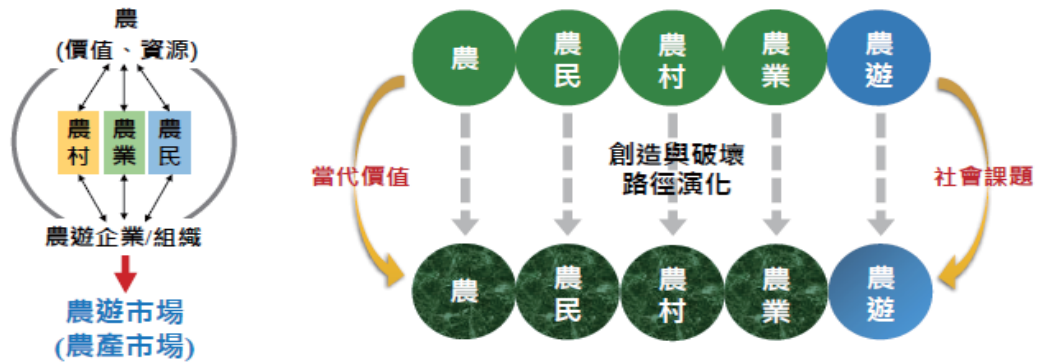 農
(價值、資源)
農村
農業
農民
農遊企業/組織
農遊市場
(農產市場)
農
農民
農村
農業
農遊
當代價值
創造與破壞
路徑演化
社會課題
農
農民
農村
農業
農遊